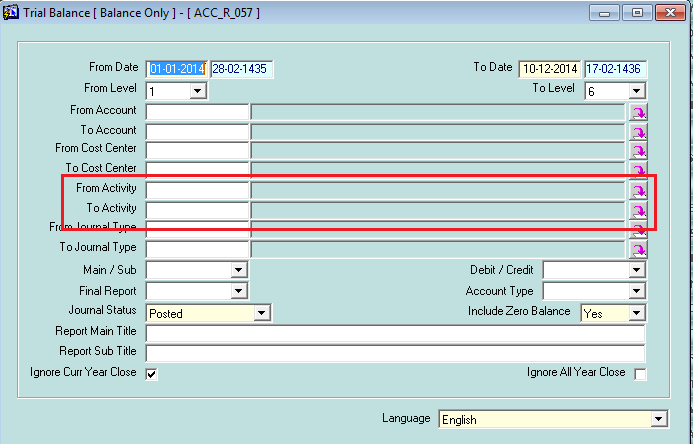 Trial Balance [ Balance Only ] - [ ACC_R_057 ]
From Date 01-01-2014 28-02-1435 To Date 10-12-2014 17-02-1436
From Level 1 To Level 6
From Account
To Account
From Cost Center
To Cost Center
From Activity
To Activity
From Journal Type
To Journal Type
Main / Sub Debit / Credit
Final Report Account Type
Journal Status Posted Include Zero Balance Yes
Report Main Title
Report Sub Title
Ignore Curr Year Close Ignore All Year Close
Language English